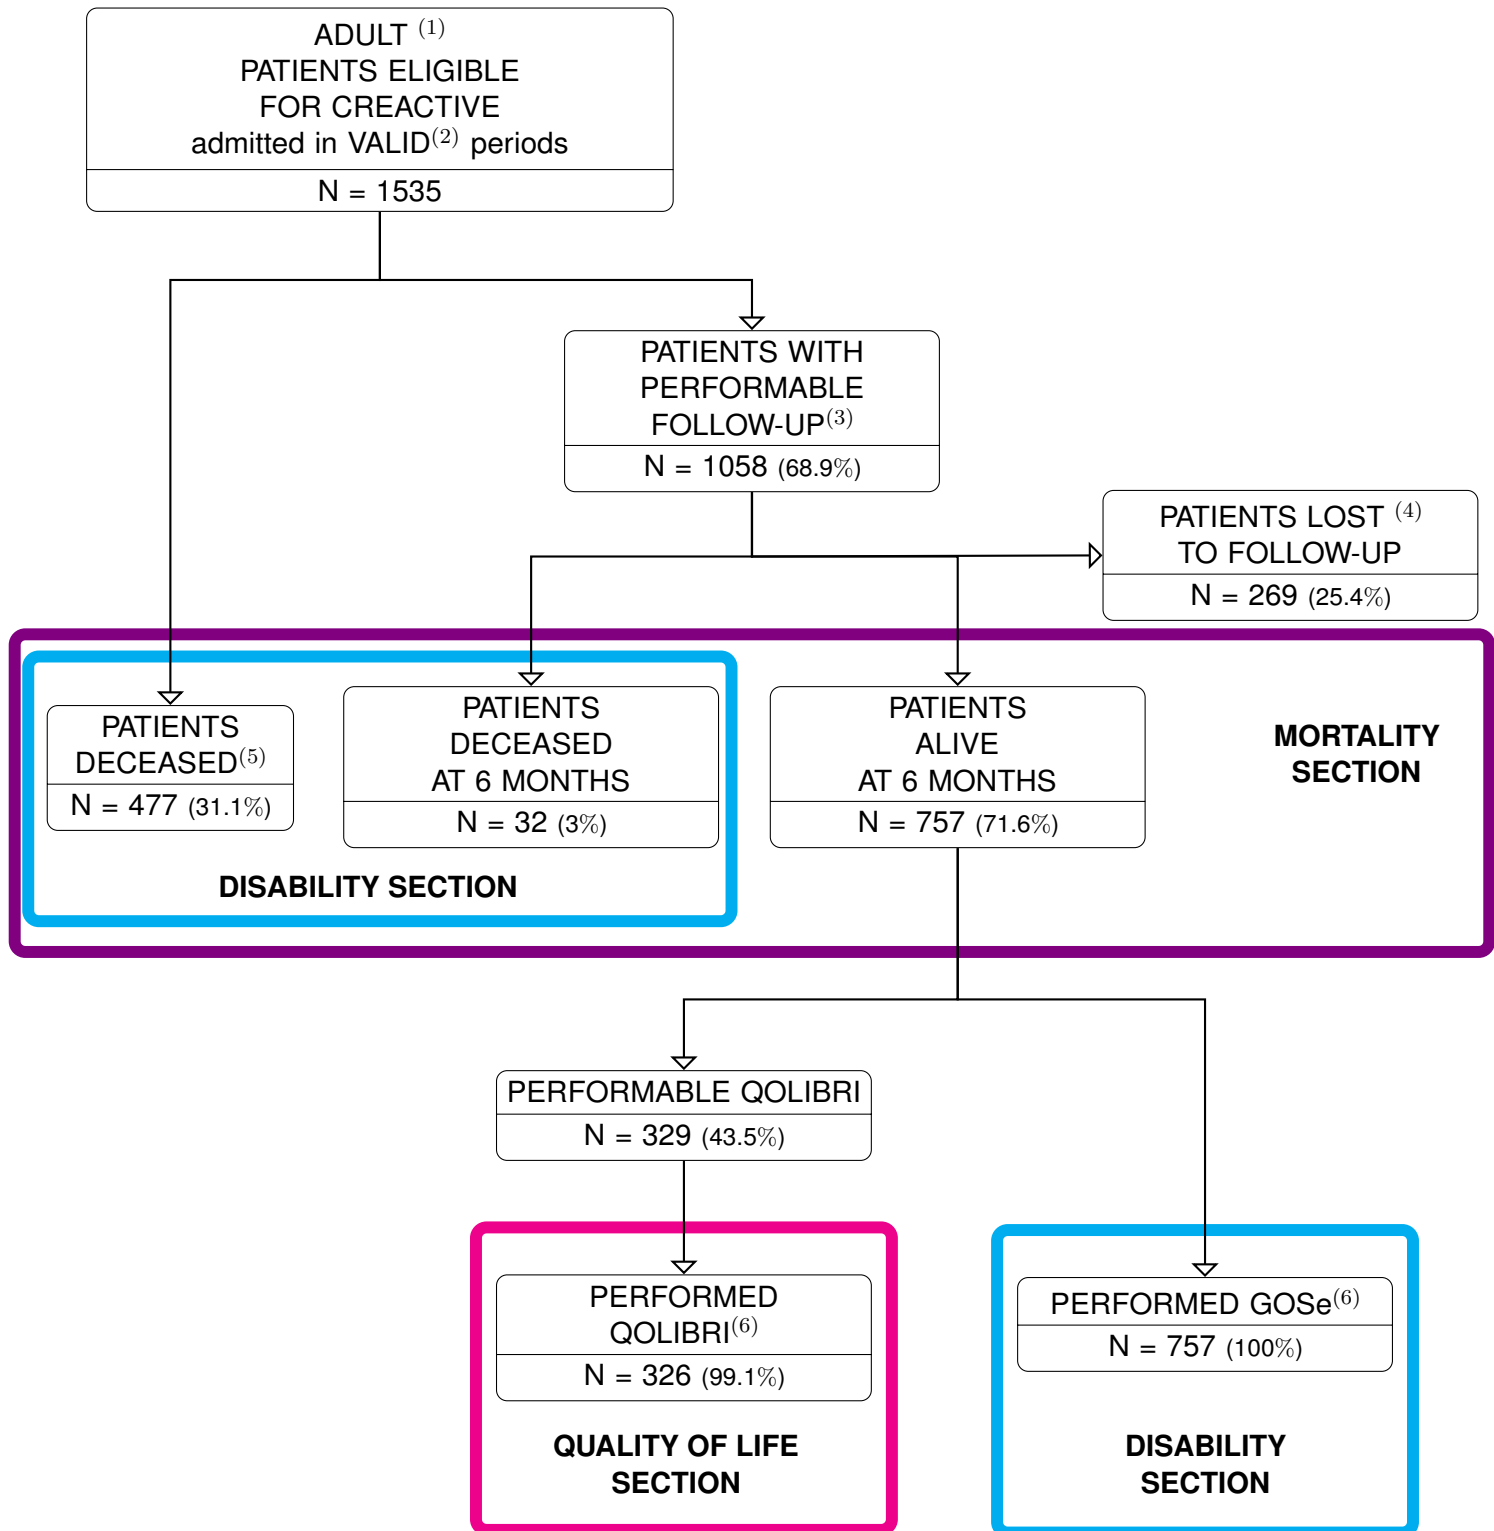 ADULT (1)
PATIENTS ELIGIBLE
FOR CREACTIVE
admitted in VALID(2) periods
N = 1535
PATIENTS WITH
PERFORMABLE
FOLLOW-UP(3)
N = 1058 (68.9%)
PATIENTS LOST (4)
TO FOLLOW-UP
N = 269 (25.4%)
PATIENTS
DECEASED(5)
N = 477 (31.1%)
PATIENTS
DECEASED
AT 6 MONTHS
N = 32 (3%)
PATIENTS
ALIVE
AT 6 MONTHS
N = 757 (71.6%)
MORTALITY
SECTION
DISABILITY SECTION
PERFORMABLE QOLIBRI
N = 329 (43.5%)
PERFORMED
QOLIBRI(6)
N = 326 (99.1%)
QUALITY OF LIFE
SECTION
PERFORMED GOSe(6)
N = 757 (100%)
DISABILITY
SECTION